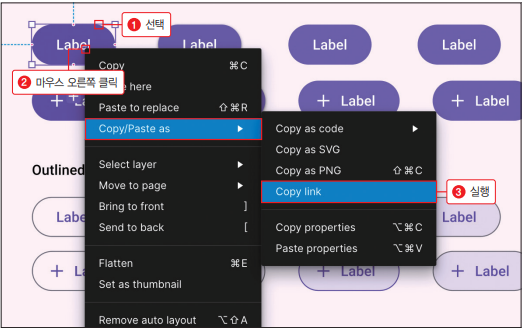 1 선택
Label
Label
Label
Label
Copy ⌘C
2 마우스 오른쪽 클릭
here
Paste to replace ⇧⌘R
+
+ Label
+ Label
Copy/Paste as ▶
Copy as code ▶
Copy as SVG
Select layer ▶
Copy as PNG ⇧⌘C
Outlined
Move to page ▶
Copy link
3 실행
Bring to front ]
Label
Send to back [
Copy properties ⌥⌘C
Label
Paste properties ⌥⌘V
Flatten ⌘E
+ La
+ Label
+ Label
Set as thumbnail
Remove auto layout ⌥⇧A